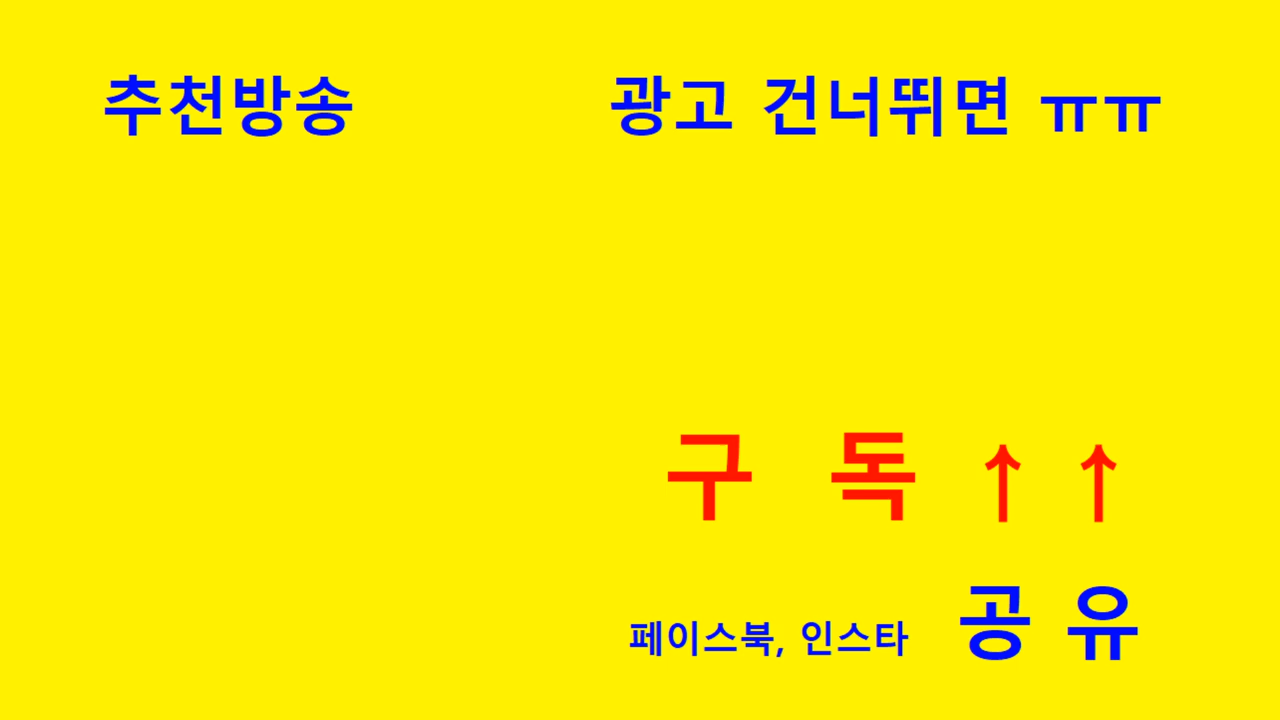 추천방송
광고 건너뛰면 ㅠㅠ
구 독 ↑ ↑
페이스북, 인스타 공 유